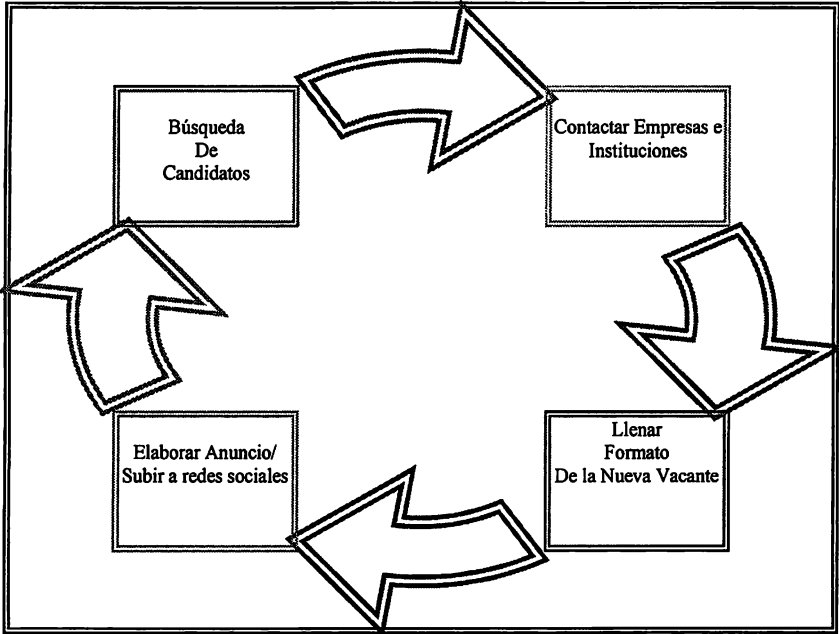 Búsqueda
De
Candidatos
Contactar Empresas e
Instituciones
Elaborar Anuncio/
Subir a redes sociales
Llenar
Formato
De la Nueva Vacante